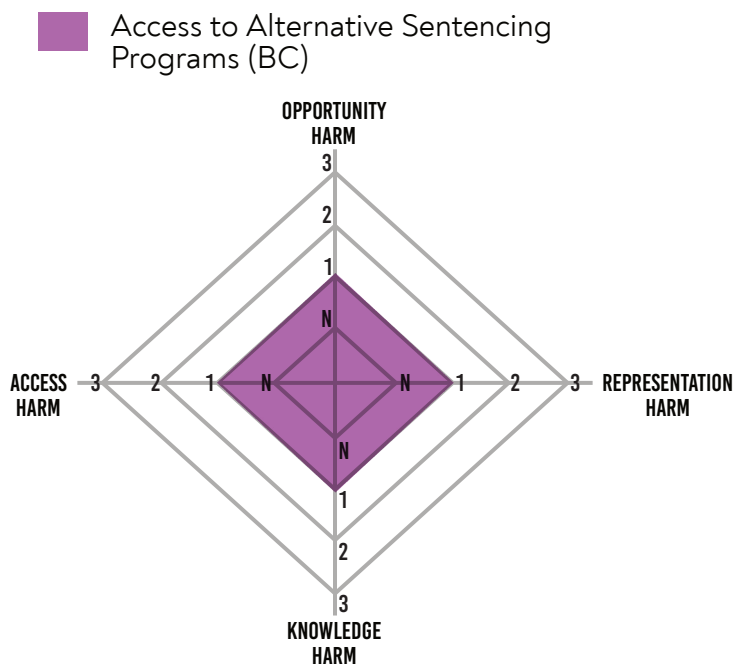 Access to Alternative Sentencing
Programs (BC)
OPPORTUNITY
HARM
3
2
1
N
ACCESS
HARM
3 2 1 N N 1 2 3
REPRESENTATION
HARM
N
1
2
3
KNOWLEDGE
HARM